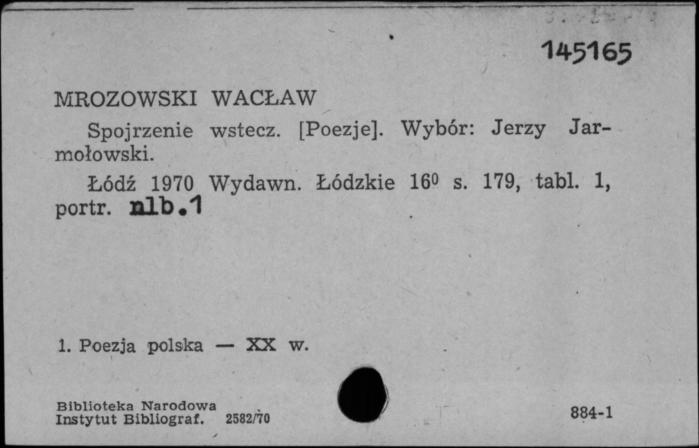 145165
MROZOWSKI WACŁAW
Spojrzenie wstecz. [Poezje]. Wybór: Jerzy Jar-
mołowski.
Łódź 1970 Wydawn. Łódzkie 16⁰ s. 179, tabl. 1,
portr. nlb.1
1. Poezja polska — XX w.
Biblioteka Narodowa
Instytut Bibliograf. 2582/70
884-1